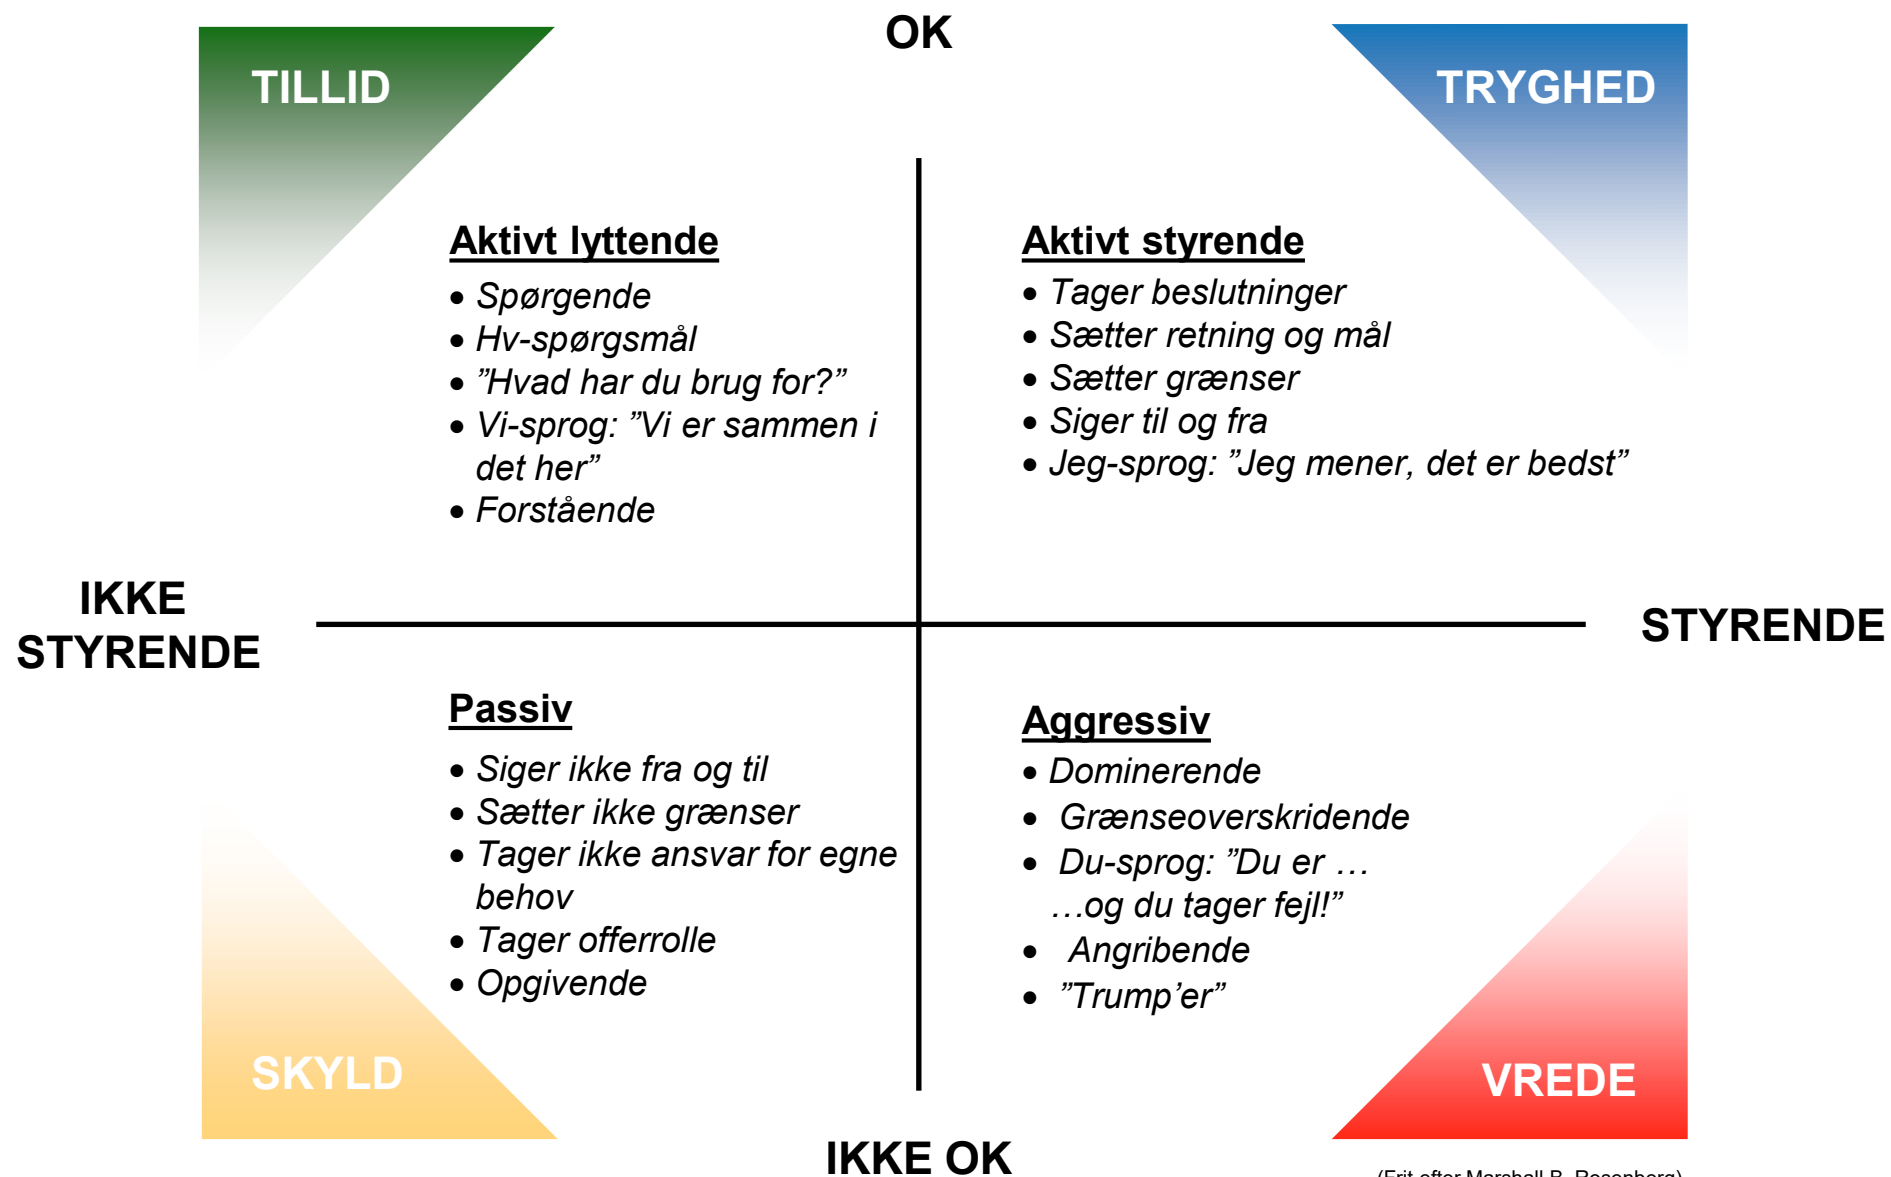 OK
TILLID
TRYGHED
Aktivt lyttende
• Spørgende
• Hv-spørgsmål
• ”Hvad har du brug for?”
• Vi-sprog: ”Vi er sammen i
det her”
• Forstående
Aktivt styrende
• Tager beslutninger
• Sætter retning og mål
• Sætter grænser
• Siger til og fra
• Jeg-sprog: ”Jeg mener, det er bedst”
IKKE
STYRENDE
STYRENDE
Passiv
• Siger ikke fra og til
• Sætter ikke grænser
• Tager ikke ansvar for egne
behov
• Tager offerrolle
• Opgivende
Aggressiv
• Dominerende
• Grænseoverskridende
• Du-sprog: ”Du er …
…og du tager fejl!”
• Angribende
• ”Trump’er”
SKYLD
VREDE
IKKE OK
(Frit efter Marshall B. Rosenberg)